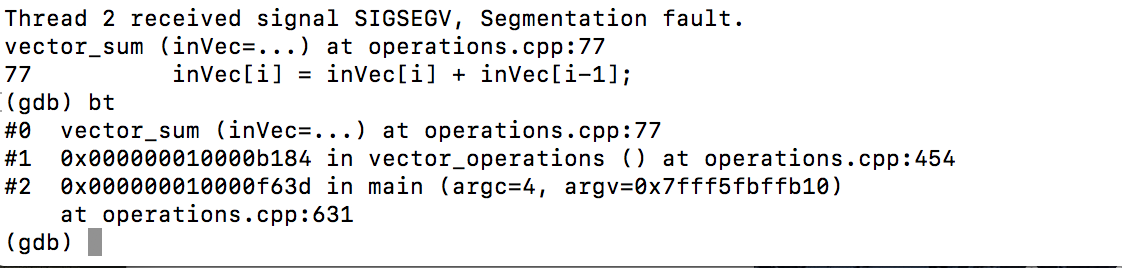 Thread 2 received signal SIGSEGV, Segmentation fault.
vector_sum (inVec=...) at operations.cpp:77
77          inVec[i] = inVec[i] + inVec[i-1];
(gdb) bt
#0  vector_sum (inVec=...) at operations.cpp:77
#1  0x000000010000b184 in vector_operations () at operations.cpp:454
#2  0x000000010000f63d in main (argc=4, argv=0x7fff5fbffb10)
    at operations.cpp:631
(gdb)